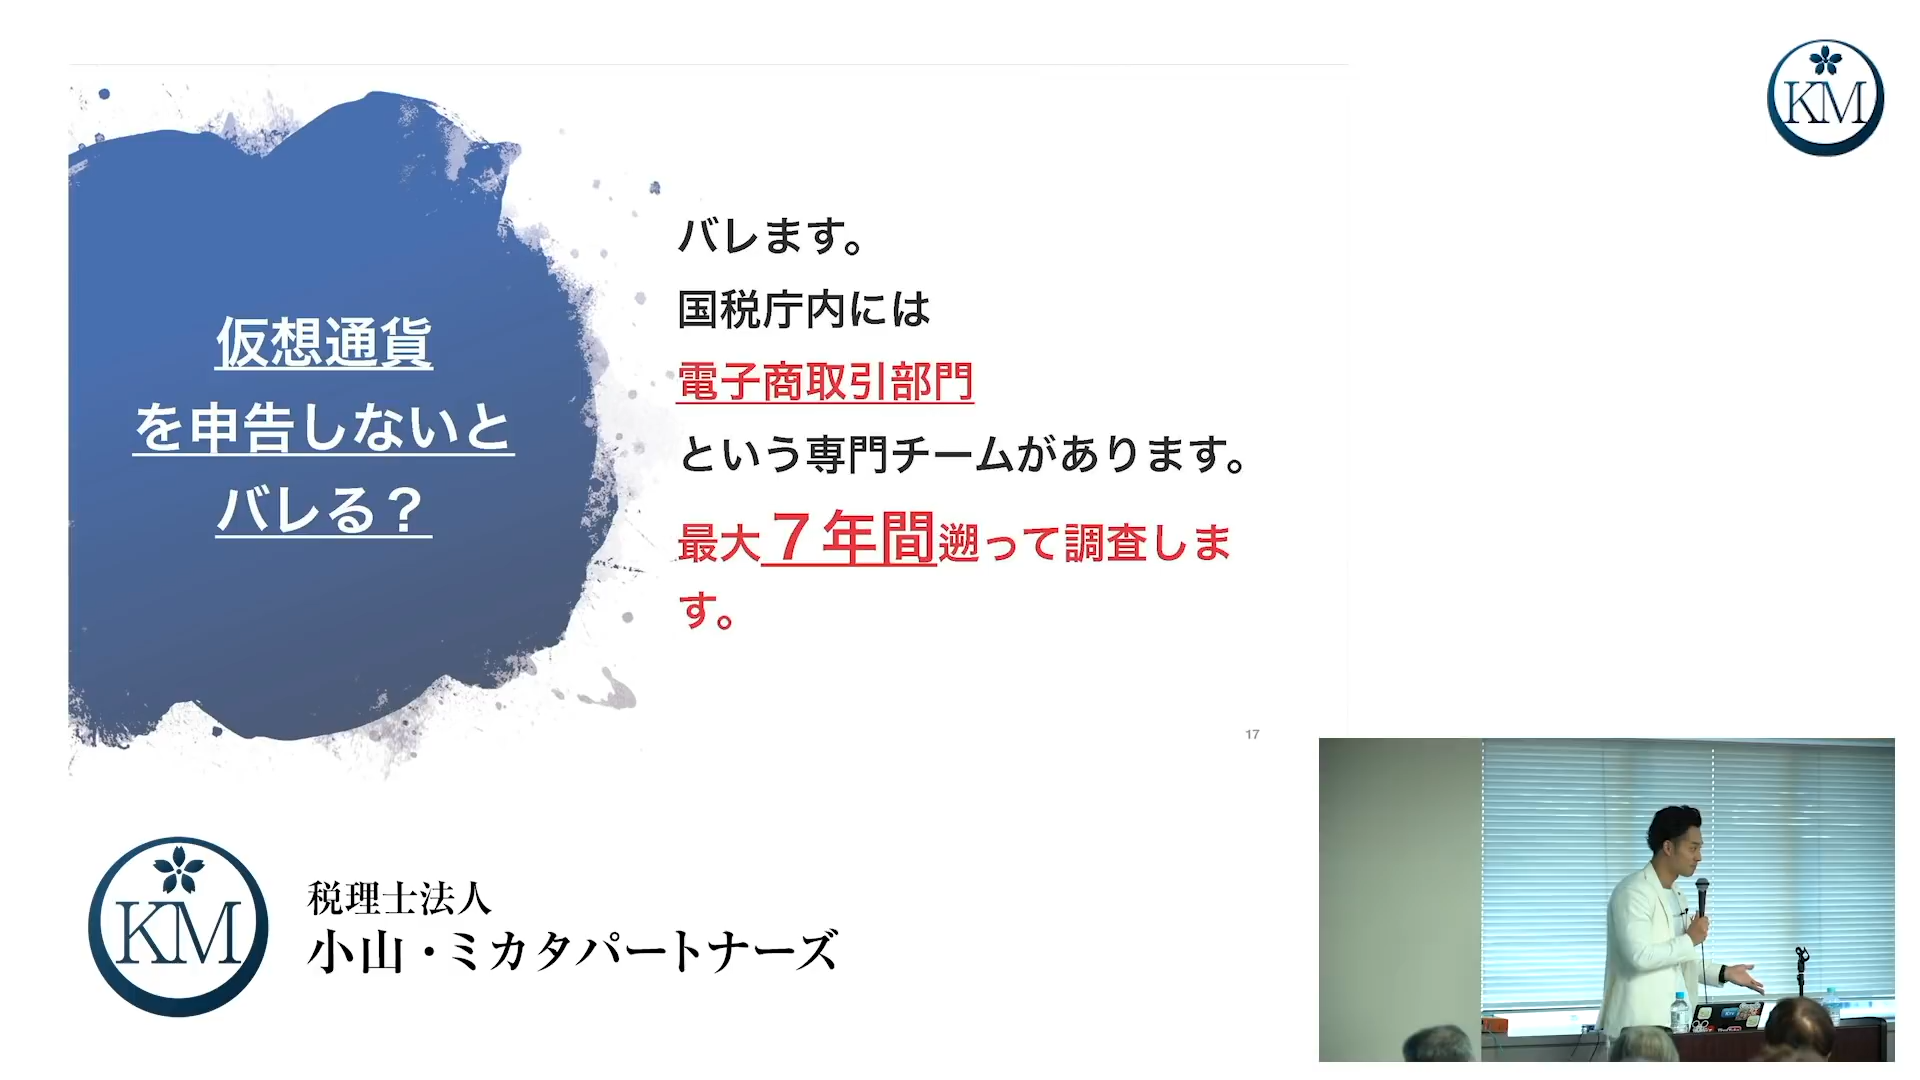 仮想通貨
を申告しないと
バレる？
バレます。
国税庁内には
電子商取引部門
という専門チームがあります。
最大７年間遡って調査しま
す。
17
KM
KM
税理士法人
小山・ミカタパートナーズ